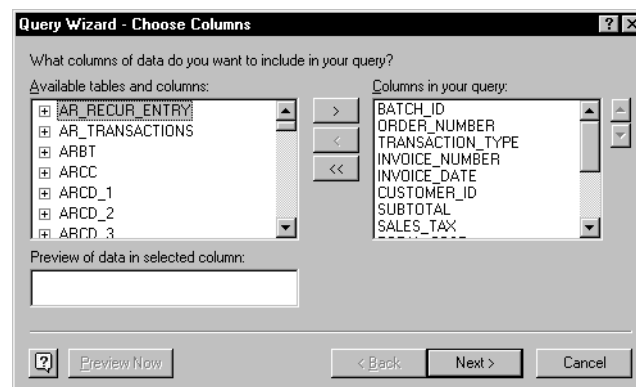 Query Wizard - Choose Columns
What columns of data do you want to include in your query?
Available tables and columns:
Columns in your query:
AR_RECUR_ENTRY
AR_TRANSACTIONS
ARBT
ARCC
ARCD_1
ARCD_2
ARCD_3
>
<
<<
BATCH_ID
ORDER_NUMBER
TRANSACTION_TYPE
INVOICE_NUMBER
INVOICE_DATE
CUSTOMER_ID
SUBTOTAL
SALES_TAX
Preview of data in selected column:
Preview Now
< Back
Next >
Cancel